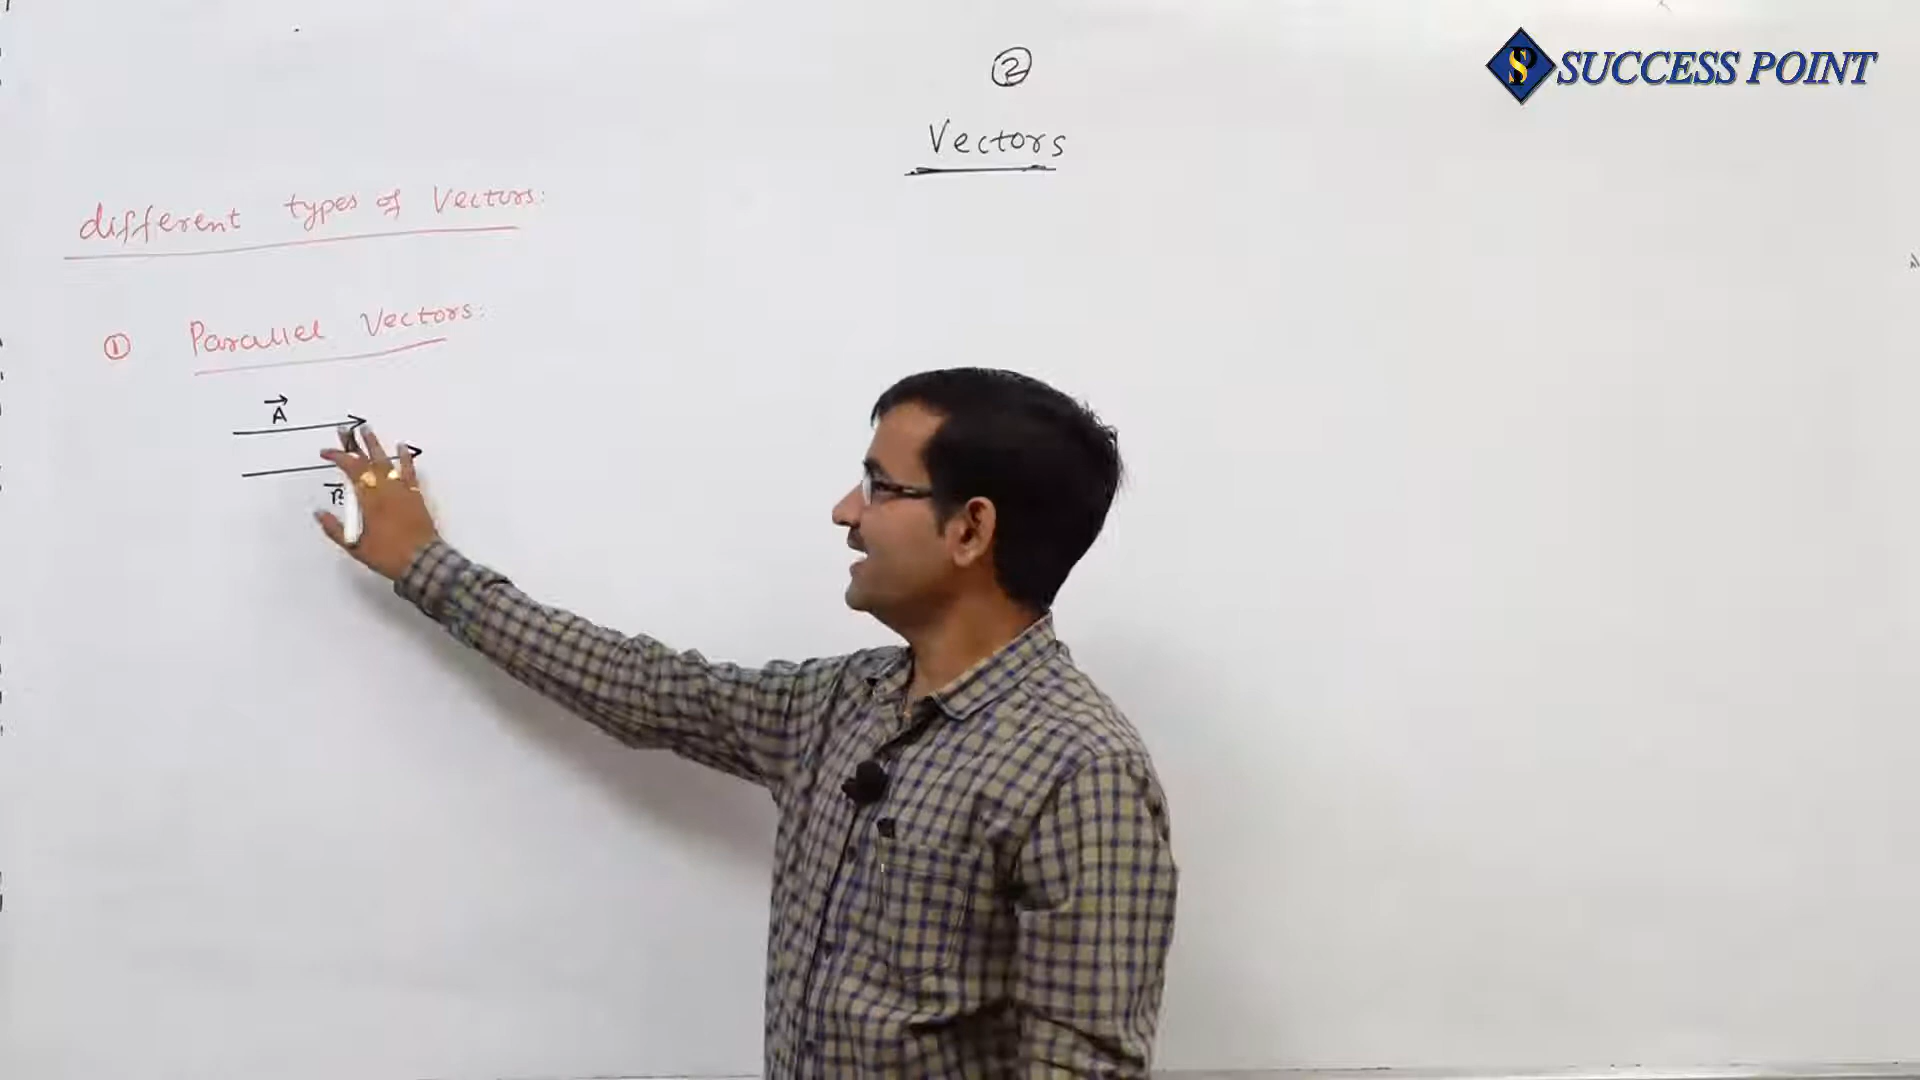 SUCCESS POINT
②
Vectors
different types of Vectors:
① Parallel Vectors:
A
B